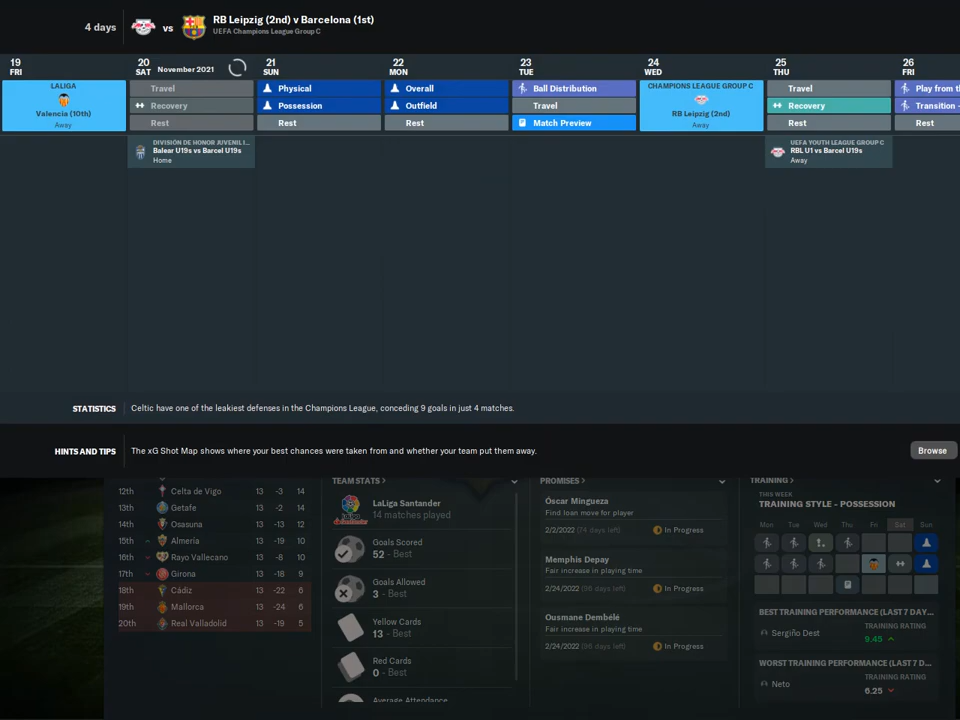 4 days
vs
RB Leipzig (2nd) v Barcelona (1st)
UEFA Champions League Group C
19
FRI
20
SAT November 2021
21
SUN
22
MON
23
TUE
24
WED
25
THU
26
FRI
LALIGA
Valencia (10th)
Away
Travel
Recovery
Rest
Physical
Possession
Rest
Overall
Outfield
Rest
Ball Distribution
Travel
Match Preview
CHAMPIONS LEAGUE GROUP C
RB Leipzig (2nd)
Away
Travel
Recovery
Rest
Play from th
Transition -
Rest
DIVISIÓN DE HONOR JUVENIL I...
Balear U19s vs Barcel U19s
Home
UEFA YOUTH LEAGUE GROUP C
RBL U1 vs Barcel U19s
Away
STATISTICS
Celtic have one of the leakiest defenses in the Champions League, conceding 9 goals in just 4 matches.
HINTS AND TIPS
The xG Shot Map shows where your best chances were taken from and whether your team put them away.
Browse
12th Celta de Vigo 13 -3 14
13th Getafe 13 -2 14
14th Osasuna 13 -13 12
15th Almeria 13 -19 10
16th Rayo Vallecano 13 -8 10
17th Girona 13 -18 9
18th Cádiz 13 -22 6
19th Mallorca 13 -24 6
20th Real Valladolid 13 -19 5
TEAM STATS >
LaLiga Santander
14 matches played
Goals Scored
52 - Best
Goals Allowed
3 - Best
Yellow Cards
13 - Best
Red Cards
0 - Best
Average Attendance
PROMISES >
Óscar Mingueza
Find loan move for player
2/2/2022 (74 days left) In Progress
Memphis Depay
Fair increase in playing time
2/24/2022 (96 days left) In Progress
Ousmane Dembélé
Fair increase in playing time
2/24/2022 (96 days left) In Progress
TRAINING >
THIS WEEK
TRAINING STYLE - POSSESSION
Mon Tue Wed Thu Fri Sat Sun
BEST TRAINING PERFORMANCE (LAST 7 DAY...
TRAINING RATING
Sergiño Dest
9.45
WORST TRAINING PERFORMANCE (LAST 7 D...
TRAINING RATING
Neto
6.25